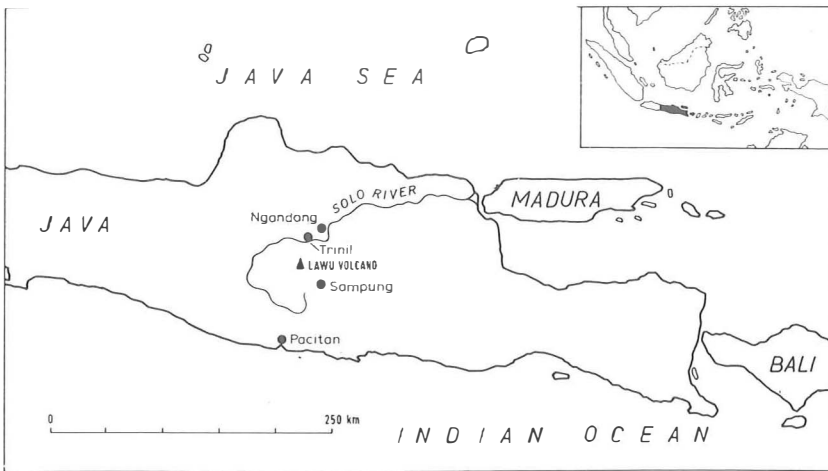 JAVA SEA
SOLO RIVER
MADURA
JAVA
Ngandang
Trinil
LAWU VOLCANO
Sampung
Pacitan
BALI
0 250 km
INDIAN OCEAN